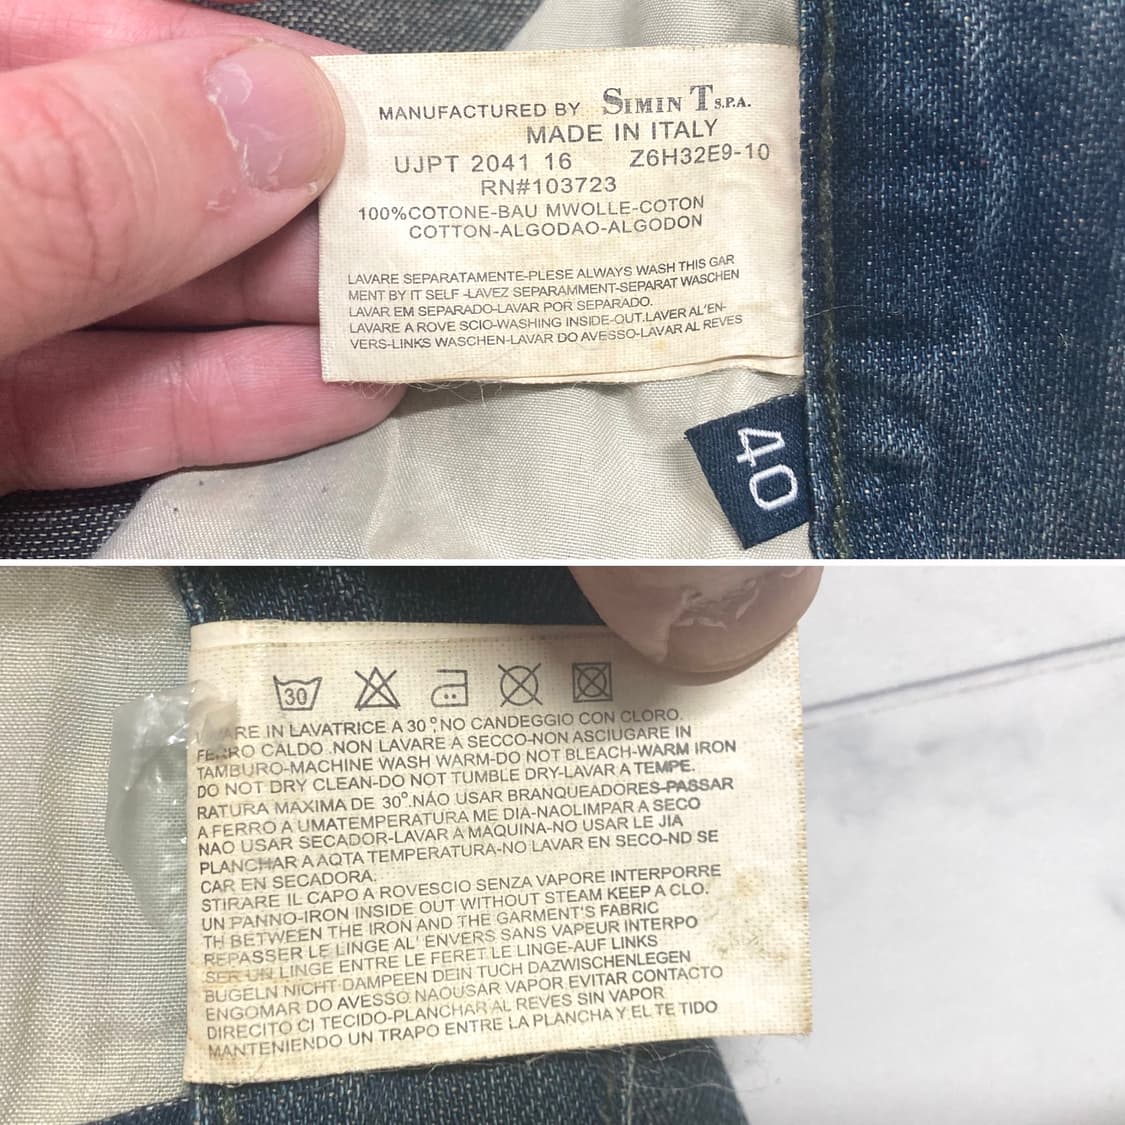 MANUFACTURED BY SIMIN T S.P.A.
MADE IN ITALY
UJPT 2041 16 Z6H32E9-10
RN#103723
100%COTONE-BAU MWOLLE-COTON
COTTON-ALGODAO-ALGODON
LAVARE SEPARATAMENTE-PLESE ALWAYS WASH THIS GAR
MENT BY IT SELF -LAVEZ SEPARAMMENT-SEPARAT WASCHEN
LAVAR EM SEPARADO-LAVAR POR SEPARADO.
LAVARE A ROVE SCIO-WASHING INSIDE-OUT.LAVER AL'EN-
VERS-LINKS WASCHEN-LAVAR DO AVESSO-LAVAR AL REVES
40
30
IN LAVATRICE A 30°,NO CANDEGGIO CON CLORO.
FERRO CALDO .NON LAVARE A SECCO-NON ASCIUGARE IN
TAMBURO-MACHINE WASH WARM-DO NOT BLEACH-WARM IRON
DO NOT DRY CLEAN-DO NOT TUMBLE DRY-LAVAR A TEMPE.
RATURA MAXIMA DE 30°.NÃO USAR BRANQUEADORES-PASSAR
A FERRO A UMATEMPERATURA ME DIA-NAOLIMPAR A SECO
NAO USAR SECADOR-LAVAR A MAQUINA-NO USAR LE JIA
PLANCHAR A AQTA TEMPERATURA-NO LAVAR EN SECO-ND SE
CAR EN SECADORA.
STIRARE IL CAPO A ROVESCIO SENZA VAPORE INTERPORRE
UN PANNO-IRON INSIDE OUT WITHOUT STEAM KEEP A CLO.
TH BETWEEN THE IRON AND THE GARMENT'S FABRIC
REPASSER LE LINGE AL' ENVERS SANS VAPEUR INTERPO
SER UN LINGE ENTRE LE FERET LE LINGE-AUF LINKS
BUGELN NICHT DAMPEEN DEIN TUCH DAZWISCHENLEGEN
ENGOMAR DO AVESSO NAOUSAR VAPOR EVITAR CONTACTO
DIRECITO CI TECIDO-PLANCHAR AL REVES SIN VAPOR
MANTENIENDO UN TRAPO ENTRE LA PLANCHA Y EL TE TIDO